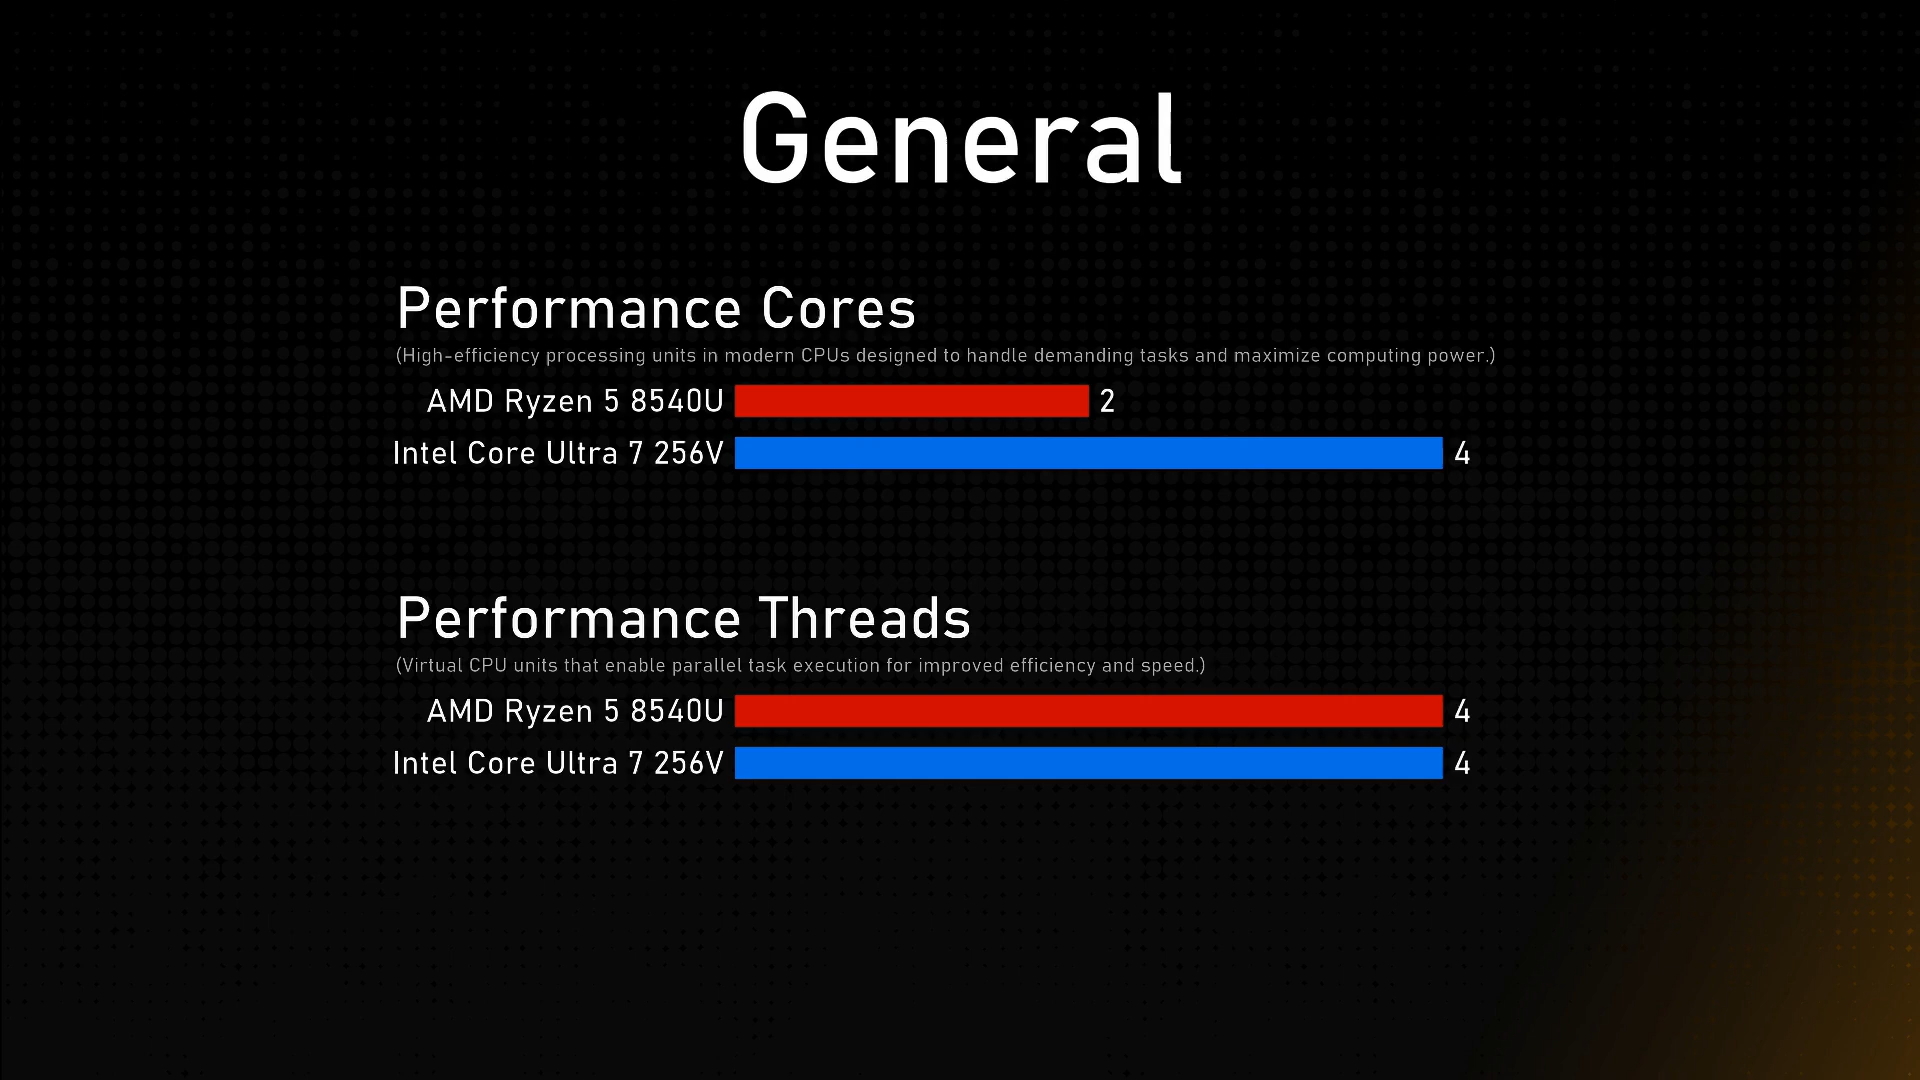 General
Performance Cores
(High-efficiency processing units in modern CPUs designed to handle demanding tasks and maximize computing power.)
AMD Ryzen 5 8540U 2
Intel Core Ultra 7 256V 4
Performance Threads
(Virtual CPU units that enable parallel task execution for improved efficiency and speed.)
AMD Ryzen 5 8540U 4
Intel Core Ultra 7 256V 4